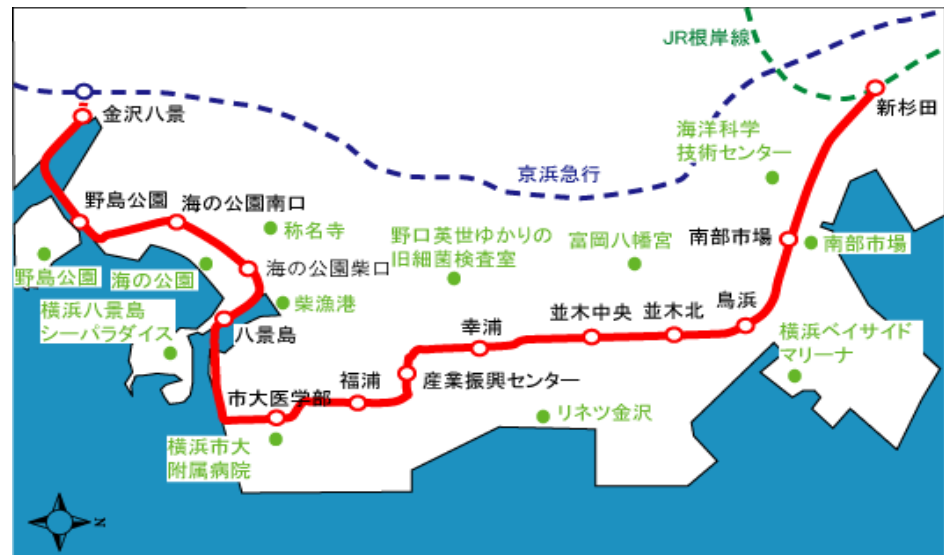 JR根岸線
新杉田
金沢八景
海洋科学
技術センター
京浜急行
野島公園
海の公園南口
称名寺
野口英世ゆかりの
旧細菌検査室
富岡八幡宮
南部市場
南部市場
野島公園
海の公園
海の公園柴口
柴漁港
横浜八景島
シーパラダイス
八景島
幸浦
並木中央
並木北
鳥浜
横浜ベイサイド
マリーナ
市大医学部
福浦
産業振興センター
リネツ金沢
横浜市大
附属病院
N